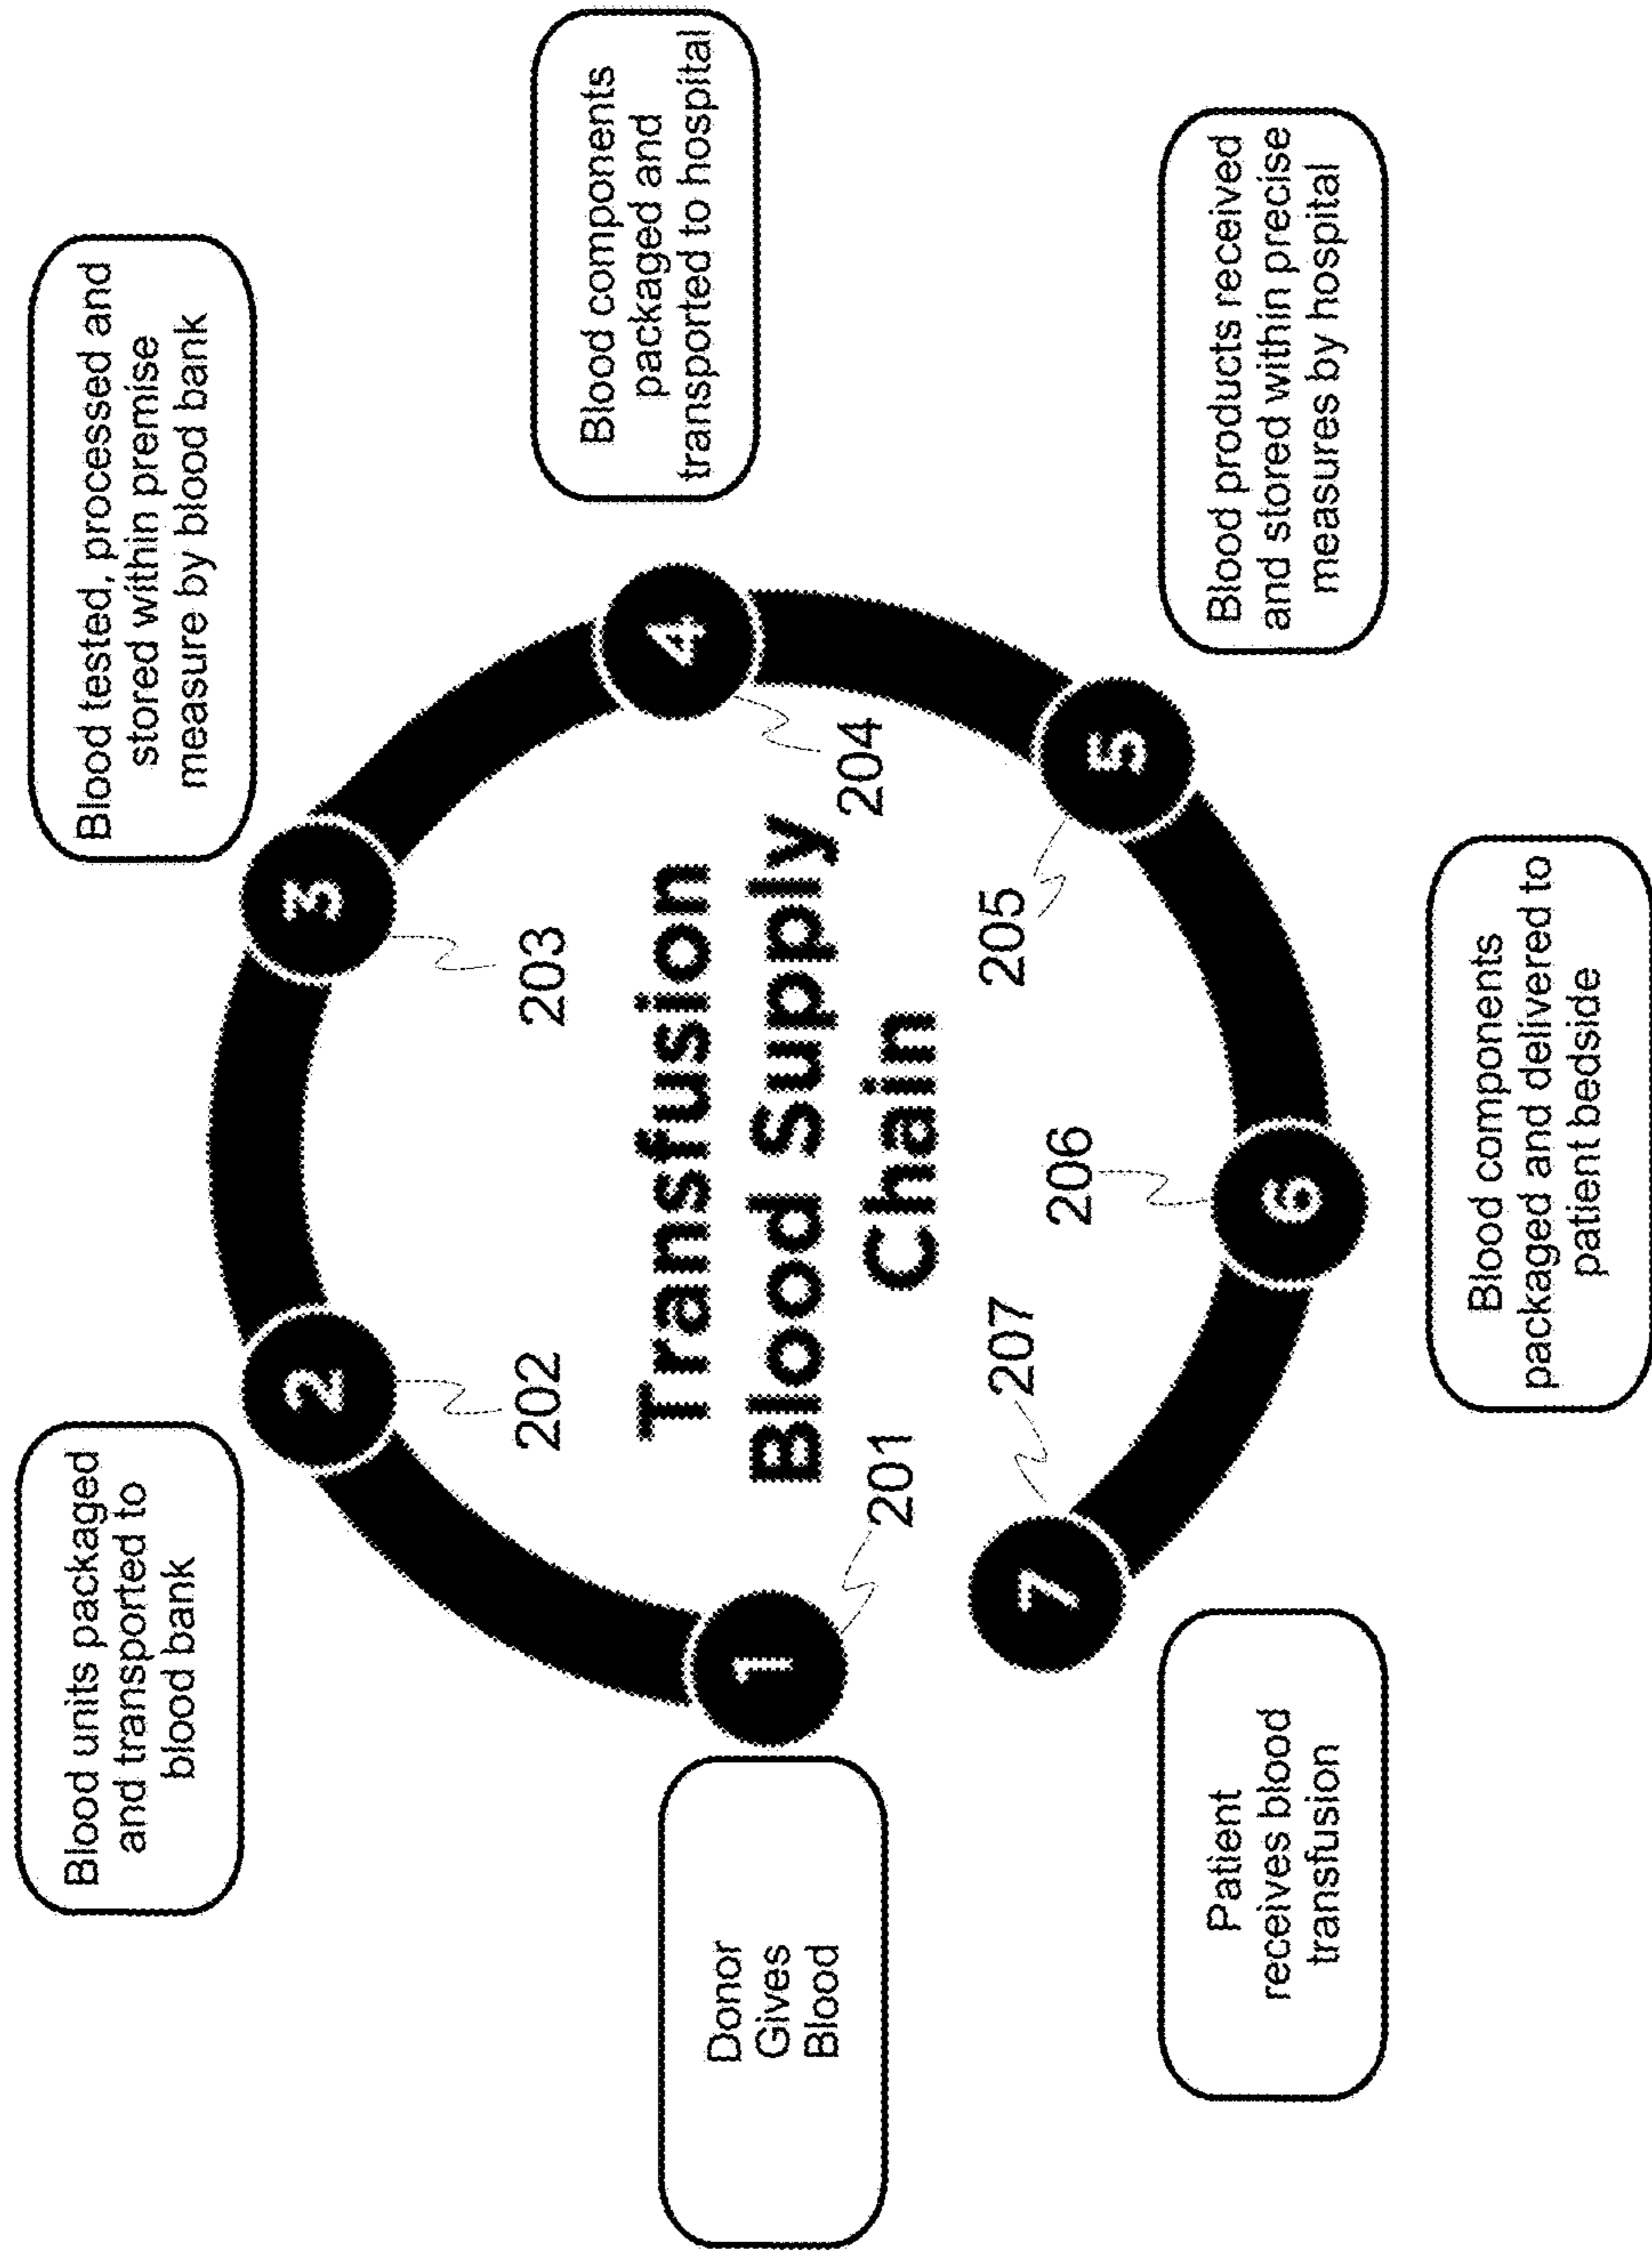 Donor
Gives
Blood
Blood units packaged
and transported to
blood bank
Blood tested, processed and
stored within premise
measure by blood bank
Blood components
packaged and
transported to hospital
Blood products received
and stored within precise
measures by hospital
Blood components
packaged and delivered to
patient bedside
Patient
receives blood
transfusion
1
2
3
4
5
6
7
201
202
203
204
205
206
207
Transfusion
Blood Supply
Chain